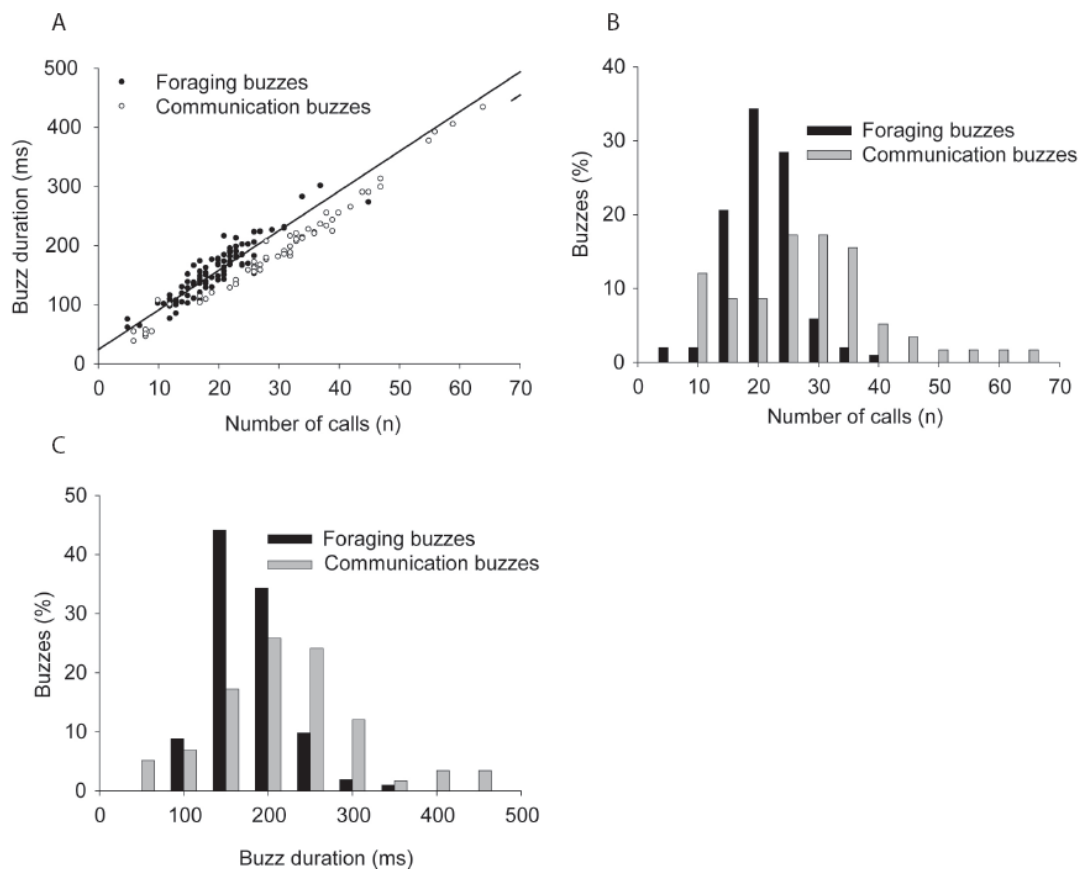 A
Foraging buzzes
Communication buzzes
500
400
300
200
100
0
Buzz duration (ms)
0 10 20 30 40 50 60 70
Number of calls (n)
B
Foraging buzzes
Communication buzzes
40
30
20
10
0
Buzzes (%)
0 10 20 30 40 50 60 70
Number of calls (n)
C
Foraging buzzes
Communication buzzes
50
40
30
20
10
0
Buzzes (%)
0 100 200 300 400 500
Buzz duration (ms)